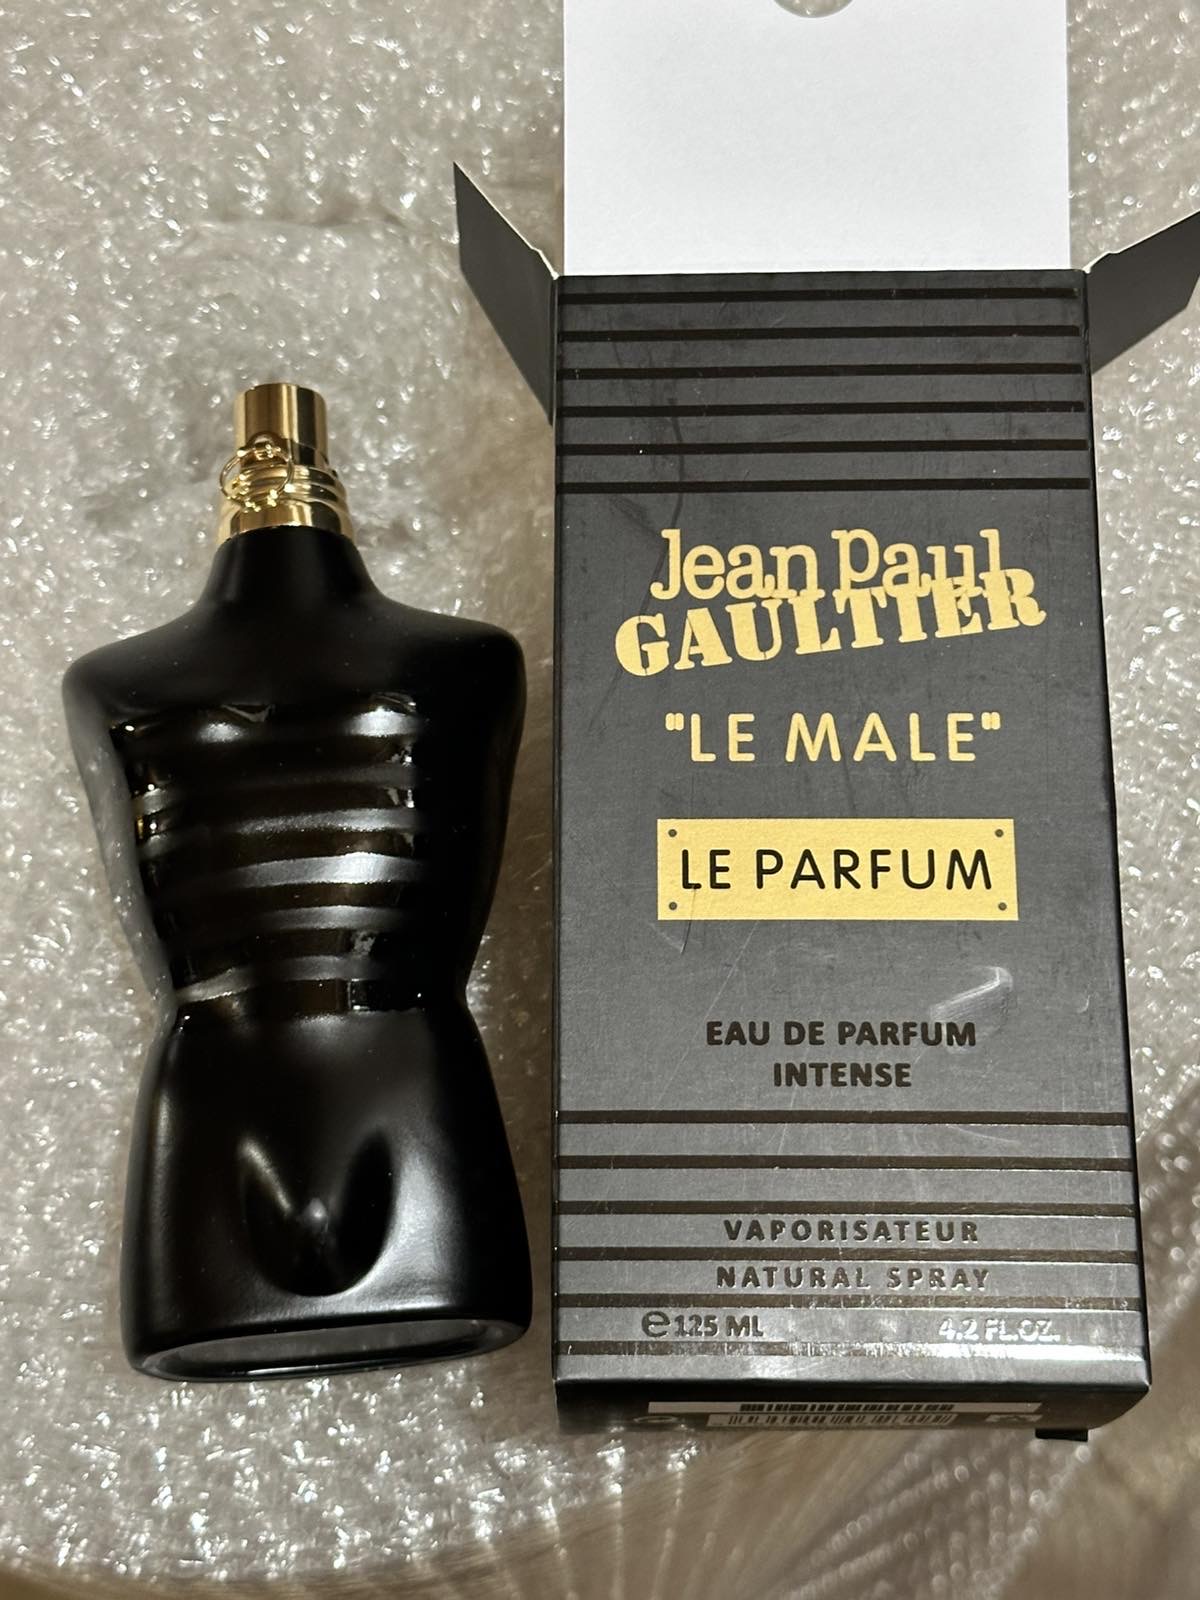 Jean Paul
GAULTIER
"LE MALE"
LE PARFUM
EAU DE PARFUM
INTENSE
VAPORISATEUR
NATURAL SPRAY
℮125 ML 4.2 FL.OZ.